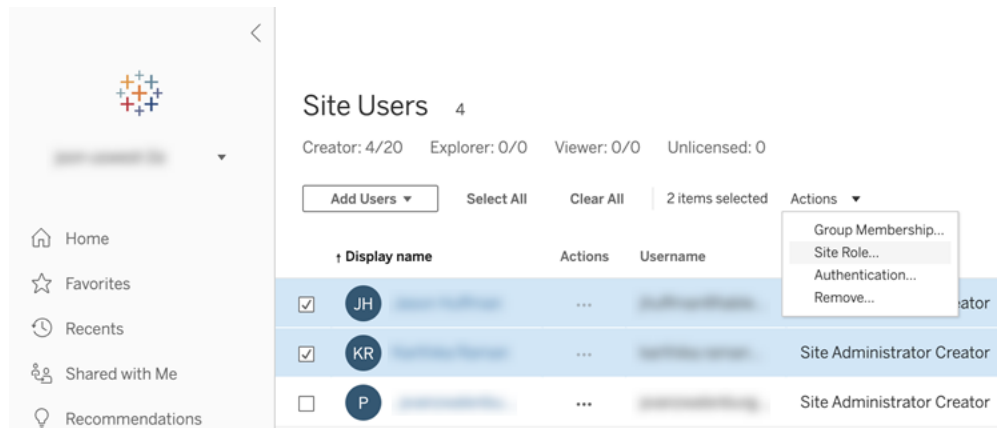 Site Users 4
Creator: 4/20 Explorer: 0/0 Viewer: 0/0 Unlicensed: 0
Add Users Select All Clear All 2 items selected Actions
Group Membership...
Site Role...
Authentication...
Remove...
↑ Display name Actions Username
JH ... eator
KR ... Site Administrator Creator
P ... Site Administrator Creator
Home
Favorites
Recents
Shared with Me
Recommendations